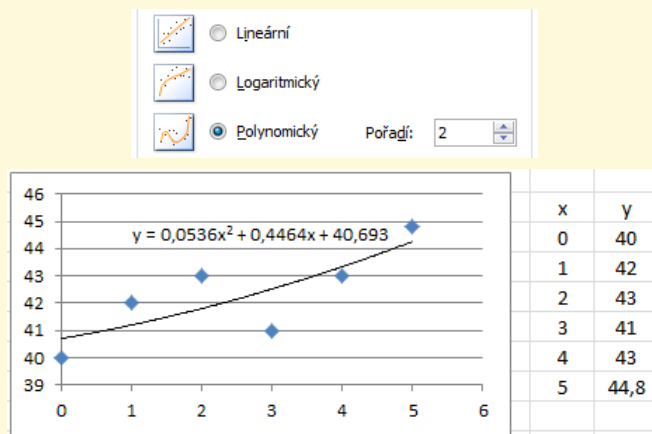 Lineární
Logaritmický
Polynomický Pořadí: 2
46
45
44
43
42
41
40
39
y = 0,0536x² + 0,4464x + 40,693
0 1 2 3 4 5 6
x y
0 40
1 42
2 43
3 41
4 43
5 44,8